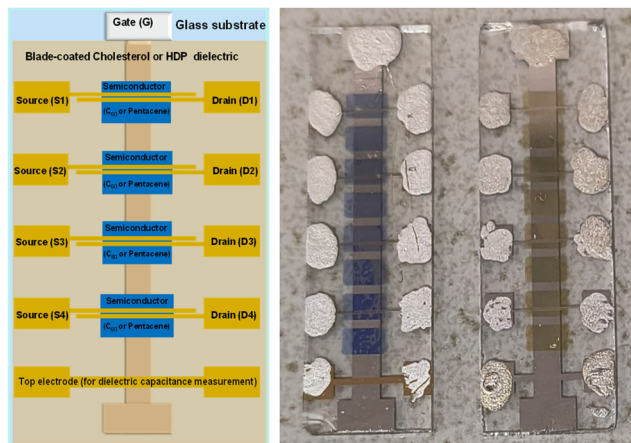 Gate (G)
Glass substrate
Blade-coated Cholesterol or HDP dielectric
Semiconductor
Source (S1)
Drain (D1)
(C60 or Pentacene)
Semiconductor
Source (S2)
Drain (D2)
(C60 or Pentacene)
Semiconductor
Source (S3)
Drain (D3)
(C60 or Pentacene)
Semiconductor
Source (S4)
Drain (D4)
(C60 or Pentacene)
Top electrode (for dielectric capacitance measurement)